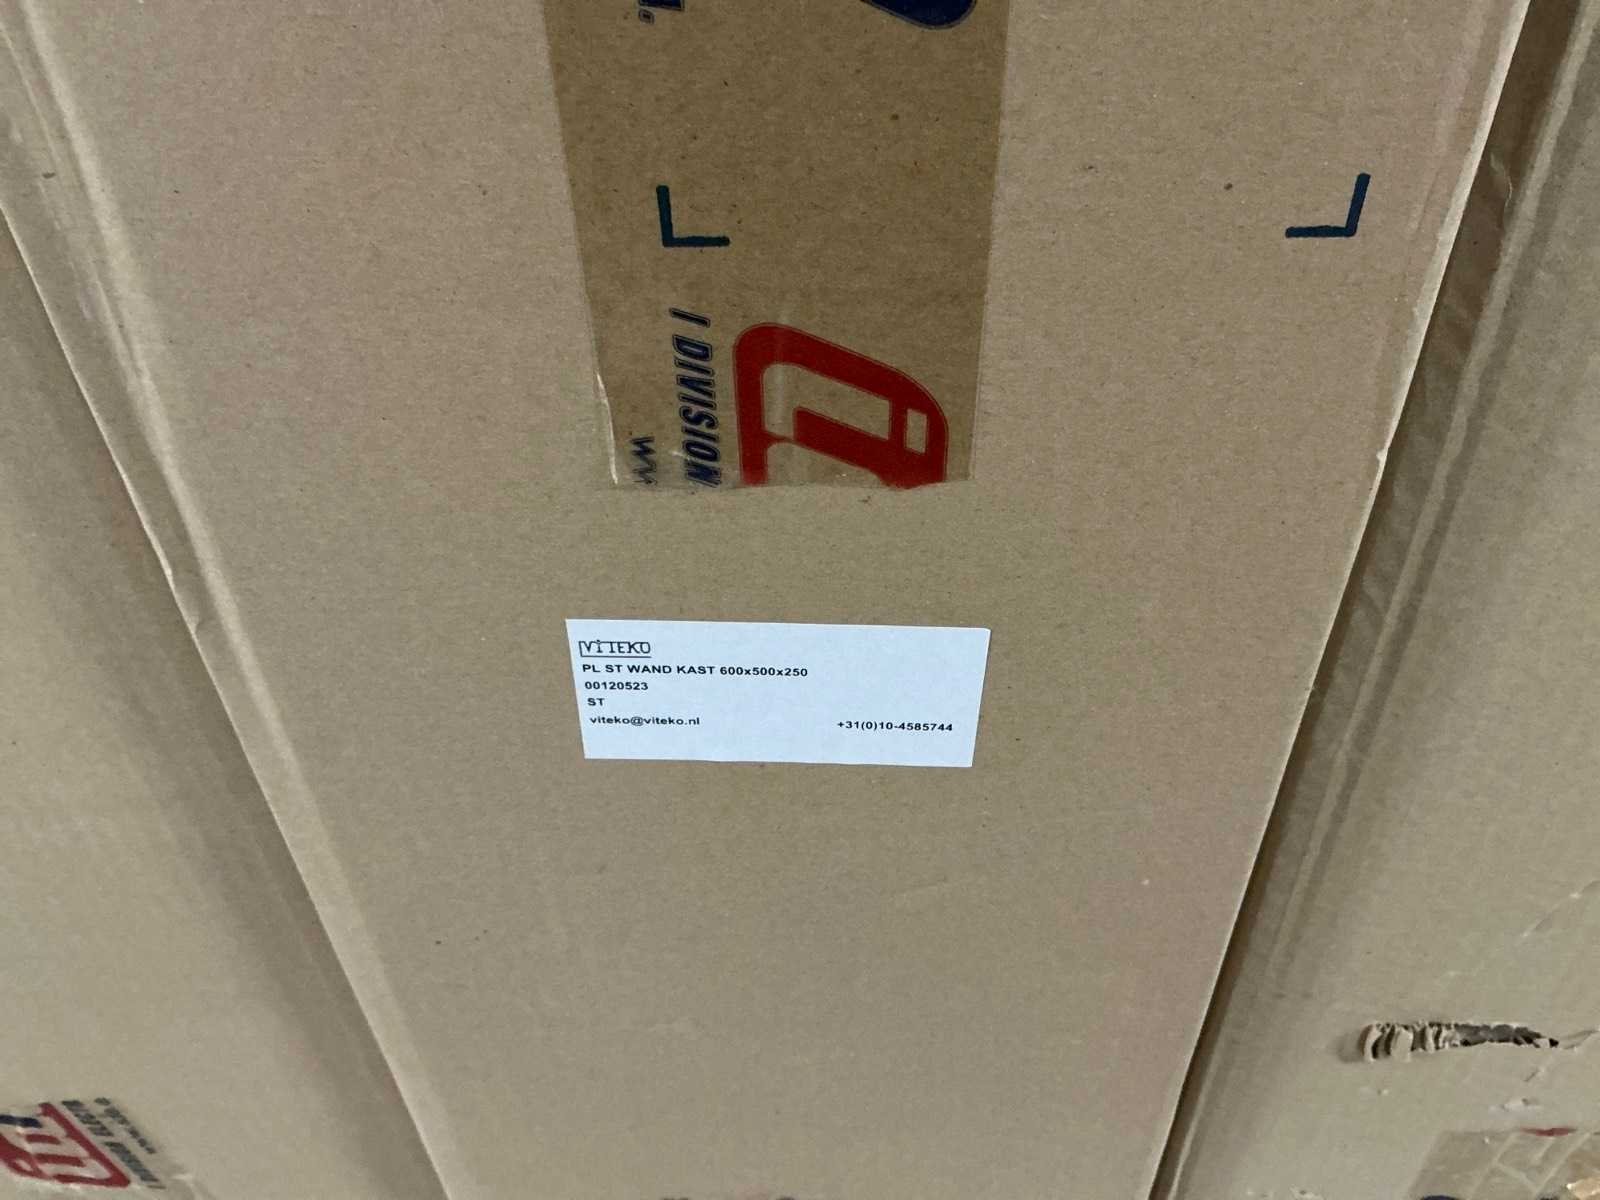 I DIVISION
VITEKO
PL ST WAND KAST 600x500x250
00120523
ST
viteko@viteko.nl +31(0)10-4585744